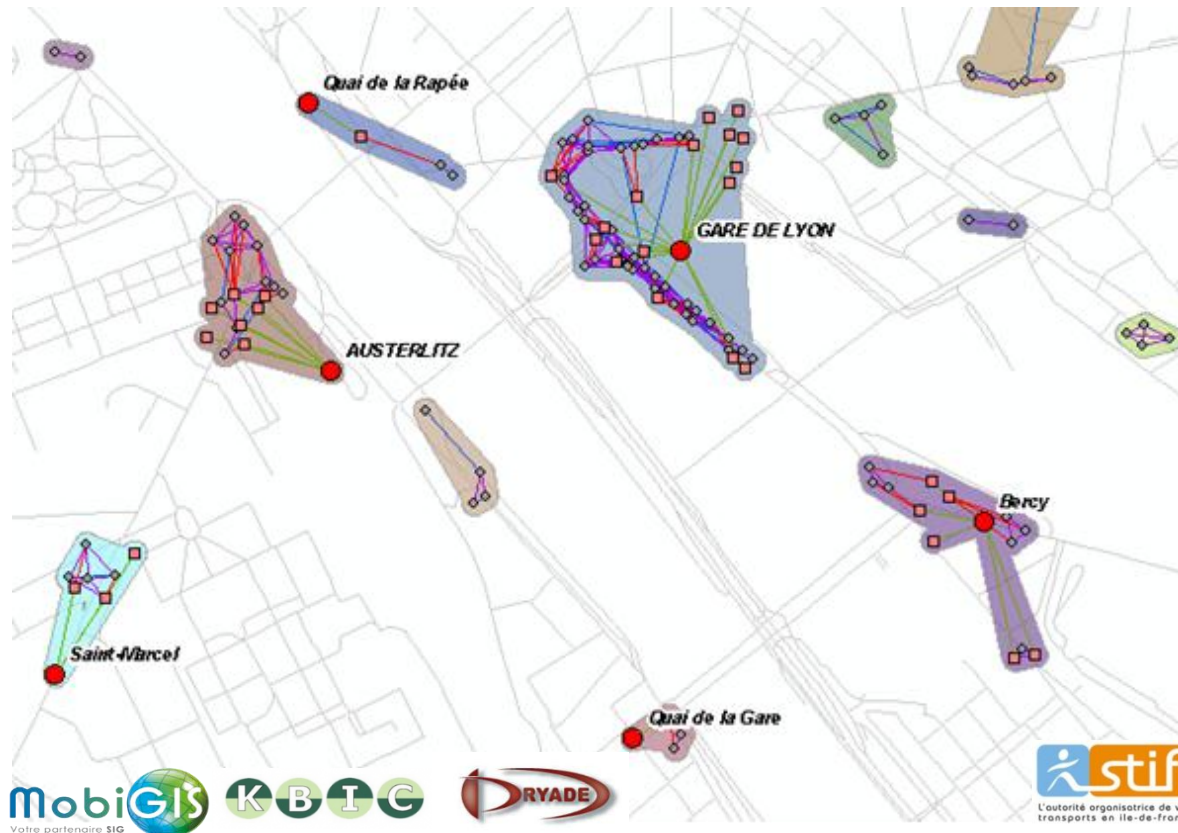 Quai de la Rapée
GARE DE LYON
AUSTERLITZ
Bercy
Saint-Marcel
Quai de la Gare
MobiGIS
Votre partenaire SIG
KBIC
DRYADE
stif
L'autorité organisatrice de v
transports en île-de-fran